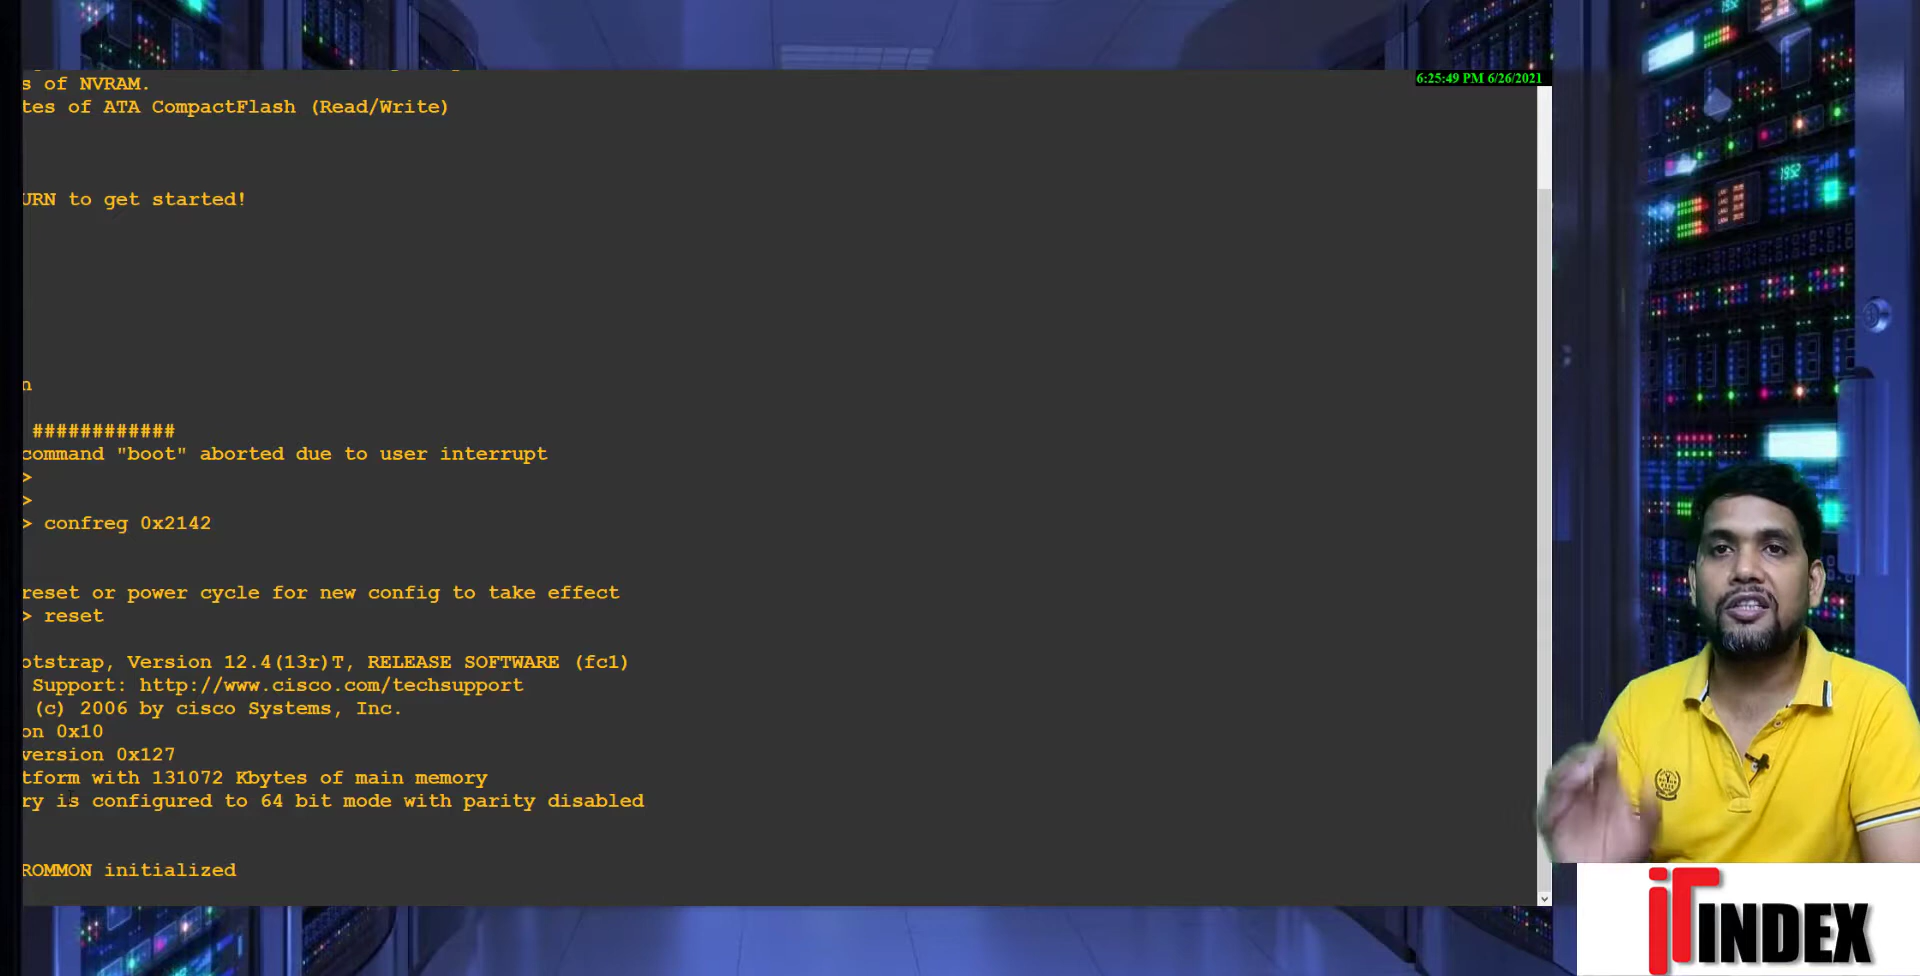 6:25:49 PM 6/26/2021
s of NVRAM.
tes of ATA CompactFlash (Read/Write)
URN to get started!
n
############
command "boot" aborted due to user interrupt
>
>
> confreg 0x2142
reset or power cycle for new config to take effect
> reset
otstrap, Version 12.4(13r)T, RELEASE SOFTWARE (fc1)
Support: http://www.cisco.com/techsupport
(c) 2006 by cisco Systems, Inc.
on 0x10
version 0x127
tform with 131072 Kbytes of main memory
ry is configured to 64 bit mode with parity disabled
ROMMON initialized
iT INDEX